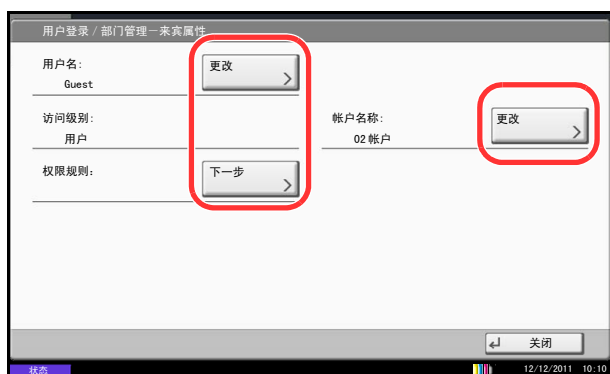 用户登录 / 部门管理－来宾属性
用户名:
Guest
更改
访问级别:
用户
帐户名称:
02 帐户
更改
权限规则:
下一步
关闭
状态
12/12/2011 10:10